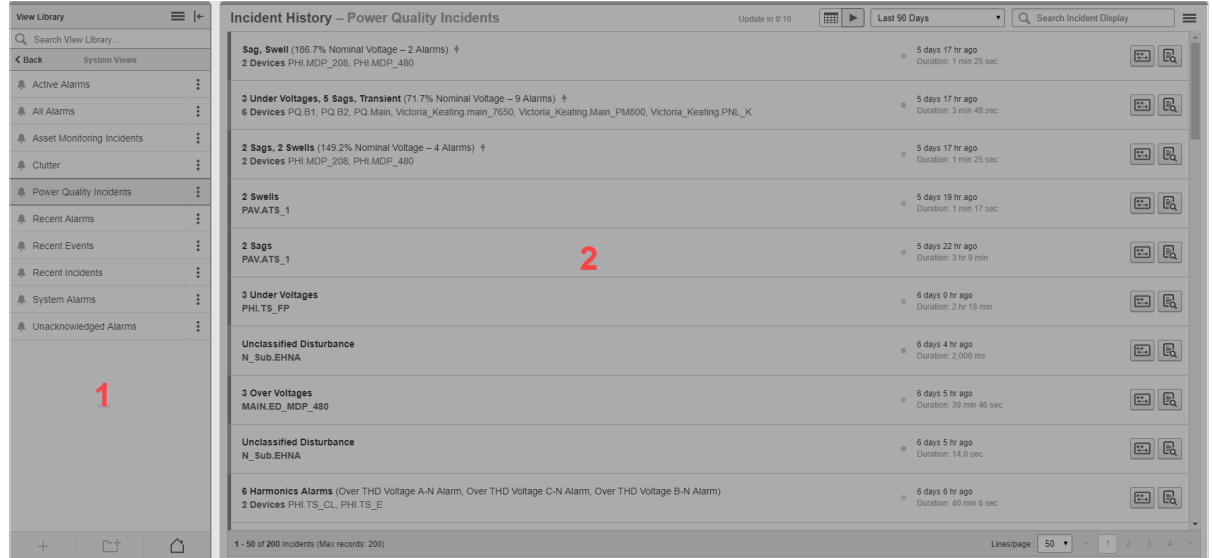 View Library
Search View Library...
Back System Views
Active Alarms
All Alarms
Asset Monitoring Incidents
Clutter
Power Quality Incidents
Recent Alarms
Recent Events
Recent Incidents
System Alarms
Unacknowledged Alarms
1
Incident History – Power Quality Incidents
Update in 0:10
Last 90 Days
Search Incident Display
Sag, Swell (186.7% Nominal Voltage – 2 Alarms)
2 Devices PHI.MDP_208, PHI.MDP_480
5 days 17 hr ago
Duration: 1 min 25 sec
3 Under Voltages, 5 Sags, Transient (71.7% Nominal Voltage – 9 Alarms)
6 Devices PQ.B1, PQ.B2, PQ.Main, Victoria_Keating.main_7650, Victoria_Keating.Main_PM800, Victoria_Keating.PNL_K
5 days 17 hr ago
Duration: 3 min 49 sec
2 Sags, 2 Swells (149.2% Nominal Voltage – 4 Alarms)
2 Devices PHI.MDP_208, PHI.MDP_480
5 days 17 hr ago
Duration: 1 min 25 sec
2 Swells
PAV.ATS_1
5 days 19 hr ago
Duration: 1 min 17 sec
2 Sags
PAV.ATS_1
5 days 22 hr ago
Duration: 3 hr 9 min
2
3 Under Voltages
PHI.TS_FP
6 days 0 hr ago
Duration: 2 hr 18 min
Unclassified Disturbance
N_Sub.EHNA
6 days 4 hr ago
Duration: 2,000 ms
3 Over Voltages
MAIN.ED_MDP_480
6 days 5 hr ago
Duration: 39 min 46 sec
Unclassified Disturbance
N_Sub.EHNA
6 days 5 hr ago
Duration: 14.0 sec
6 Harmonics Alarms (Over THD Voltage A-N Alarm, Over THD Voltage C-N Alarm, Over THD Voltage B-N Alarm)
2 Devices PHI.TS_CL, PHI.TS_E
6 days 6 hr ago
Duration: 40 min 6 sec
1 - 50 of 200 Incidents (Max records: 200)
Lines/page : 50 < 1 2 3 4 >